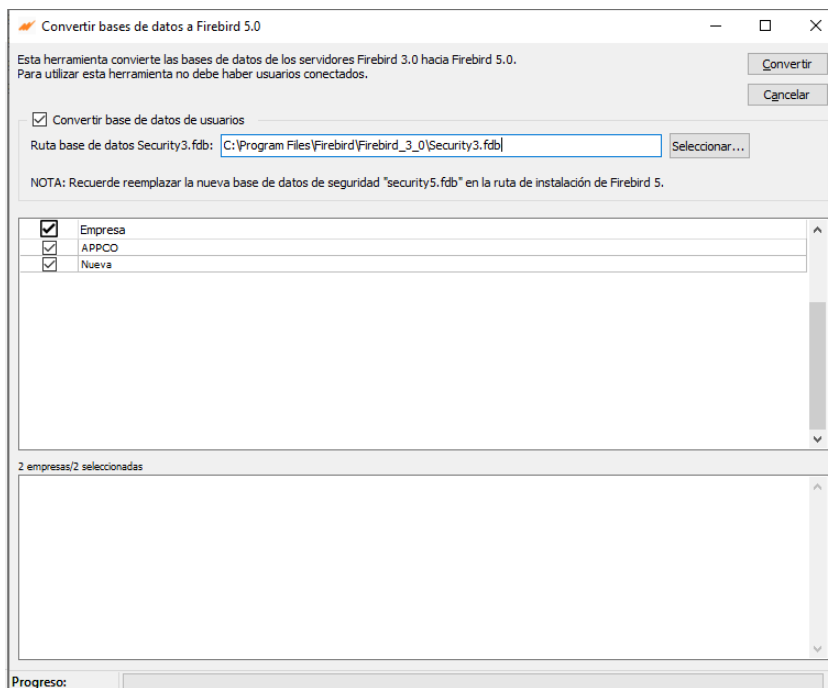 Convertir bases de datos a Firebird 5.0
Esta herramienta convierte las bases de datos de los servidores Firebird 3.0 hacia Firebird 5.0.
Para utilizar esta herramienta no debe haber usuarios conectados.
Convertir
Cancelar
Convertir base de datos de usuarios
Ruta base de datos Security3.fdb: C:\Program Files\Firebird\Firebird_3_0\Security3.fdb Seleccionar...
NOTA: Recuerde reemplazar la nueva base de datos de seguridad "security5.fdb" en la ruta de instalación de Firebird 5.
Empresa
APPCO
Nueva
2 empresas/2 seleccionadas
Progreso: